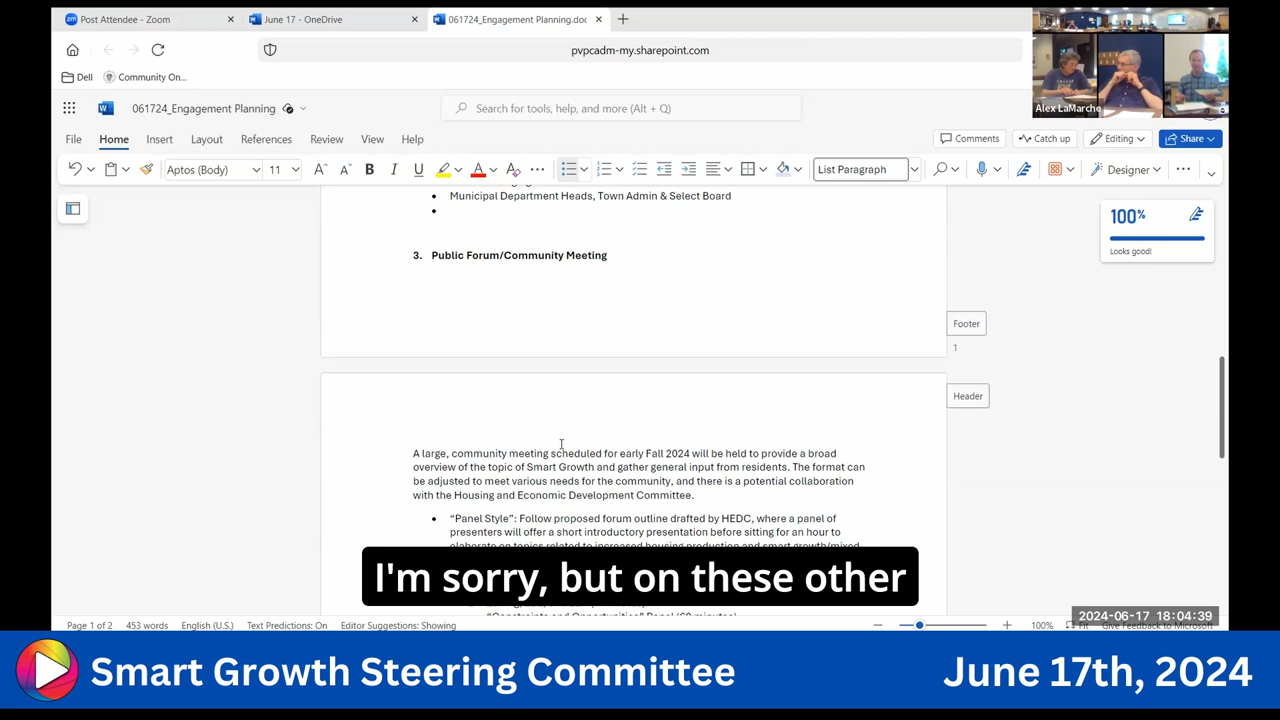 Post Attendee - Zoom
June 17 - OneDrive
061724_Engagement Planning.doc
pvpcadm-my.sharepoint.com
Dell
Community On...
Alex LaMarche
061724_Engagement Planning
Search for tools, help, and more (Alt + Q)
File Home Insert Layout References Review View Help
Comments Catch up Editing Share
Aptos (Body) 11 B I U A List Paragraph Designer
Municipal Department Heads, Town Admin & Select Board
100%
Looks good!
3. Public Forum/Community Meeting
Footer
1
Header
A large, community meeting scheduled for early Fall 2024 will be held to provide a broad
overview of the topic of Smart Growth and gather general input from residents. The format can
be adjusted to meet various needs for the community, and there is a potential collaboration
with the Housing and Economic Development Committee.
“Panel Style”: Follow proposed forum outline drafted by HEDC, where a panel of
presenters will offer a short introductory presentation before sitting for an hour to
I'm sorry, but on these other
2024-06-17 18:04:39
Page 1 of 2 453 words English (U.S.) Text Predictions: On Editor Suggestions: Showing 100% Fit Give Feedback to Microsoft
Smart Growth Steering Committee June 17th, 2024